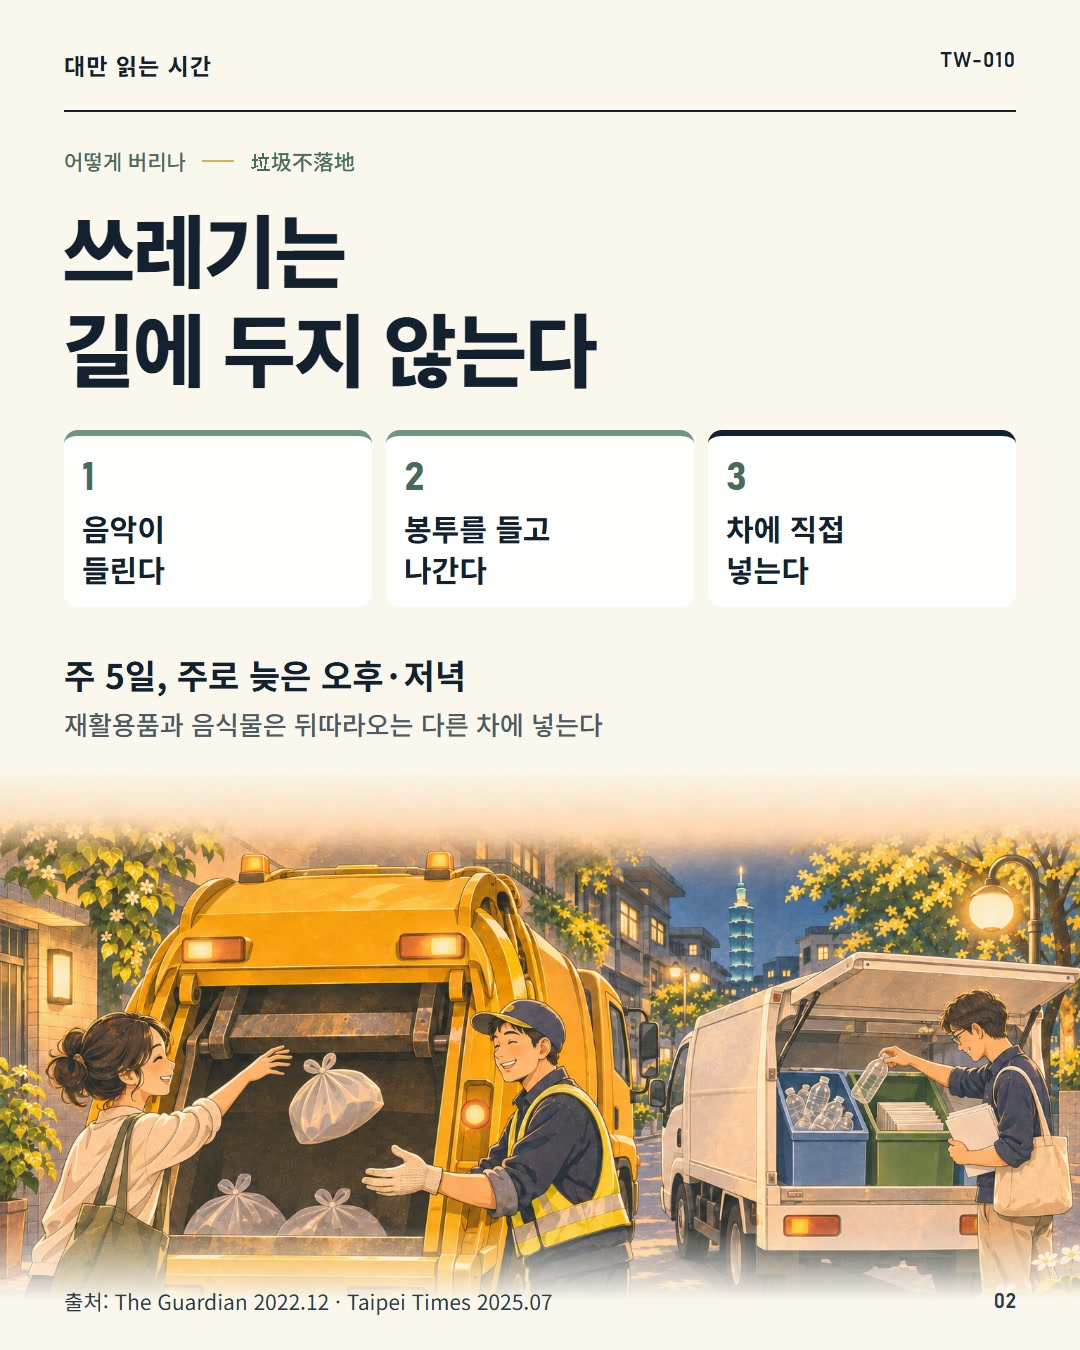 대만 읽는 시간
TW-010
어떻게 버리나 — 垃圾不落地
쓰레기는
길에 두지 않는다
1
음악이
들린다
2
봉투를 들고
나간다
3
차에 직접
넣는다
주 5일, 주로 늦은 오후·저녁
재활용품과 음식물은 뒤따라오는 다른 차에 넣는다
출처: The Guardian 2022.12 · Taipei Times 2025.07
02